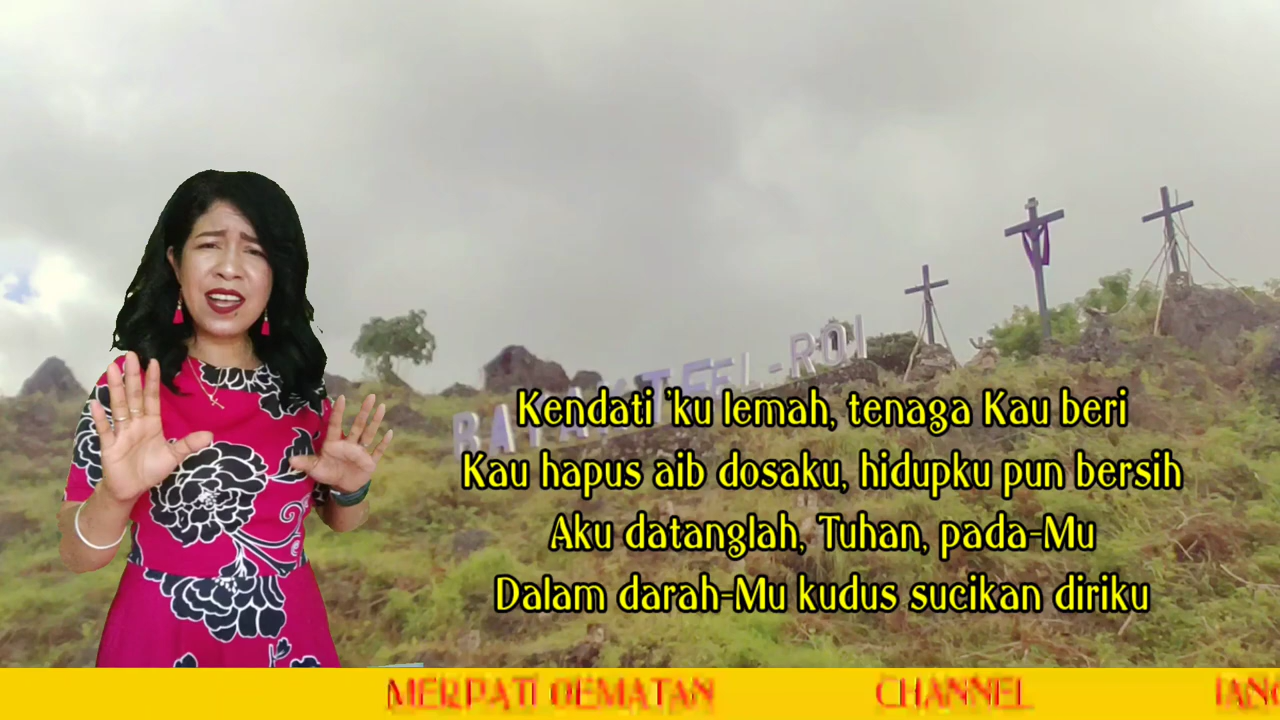 Kendati 'ku lemah, tenaga Kau beri
Kau hapus aib dosaku, hidupku pun bersih
Aku datanglah, Tuhan, pada-Mu
Dalam darah-Mu kudus sucikan diriku
MERPATI OEMATAN CHANNEL